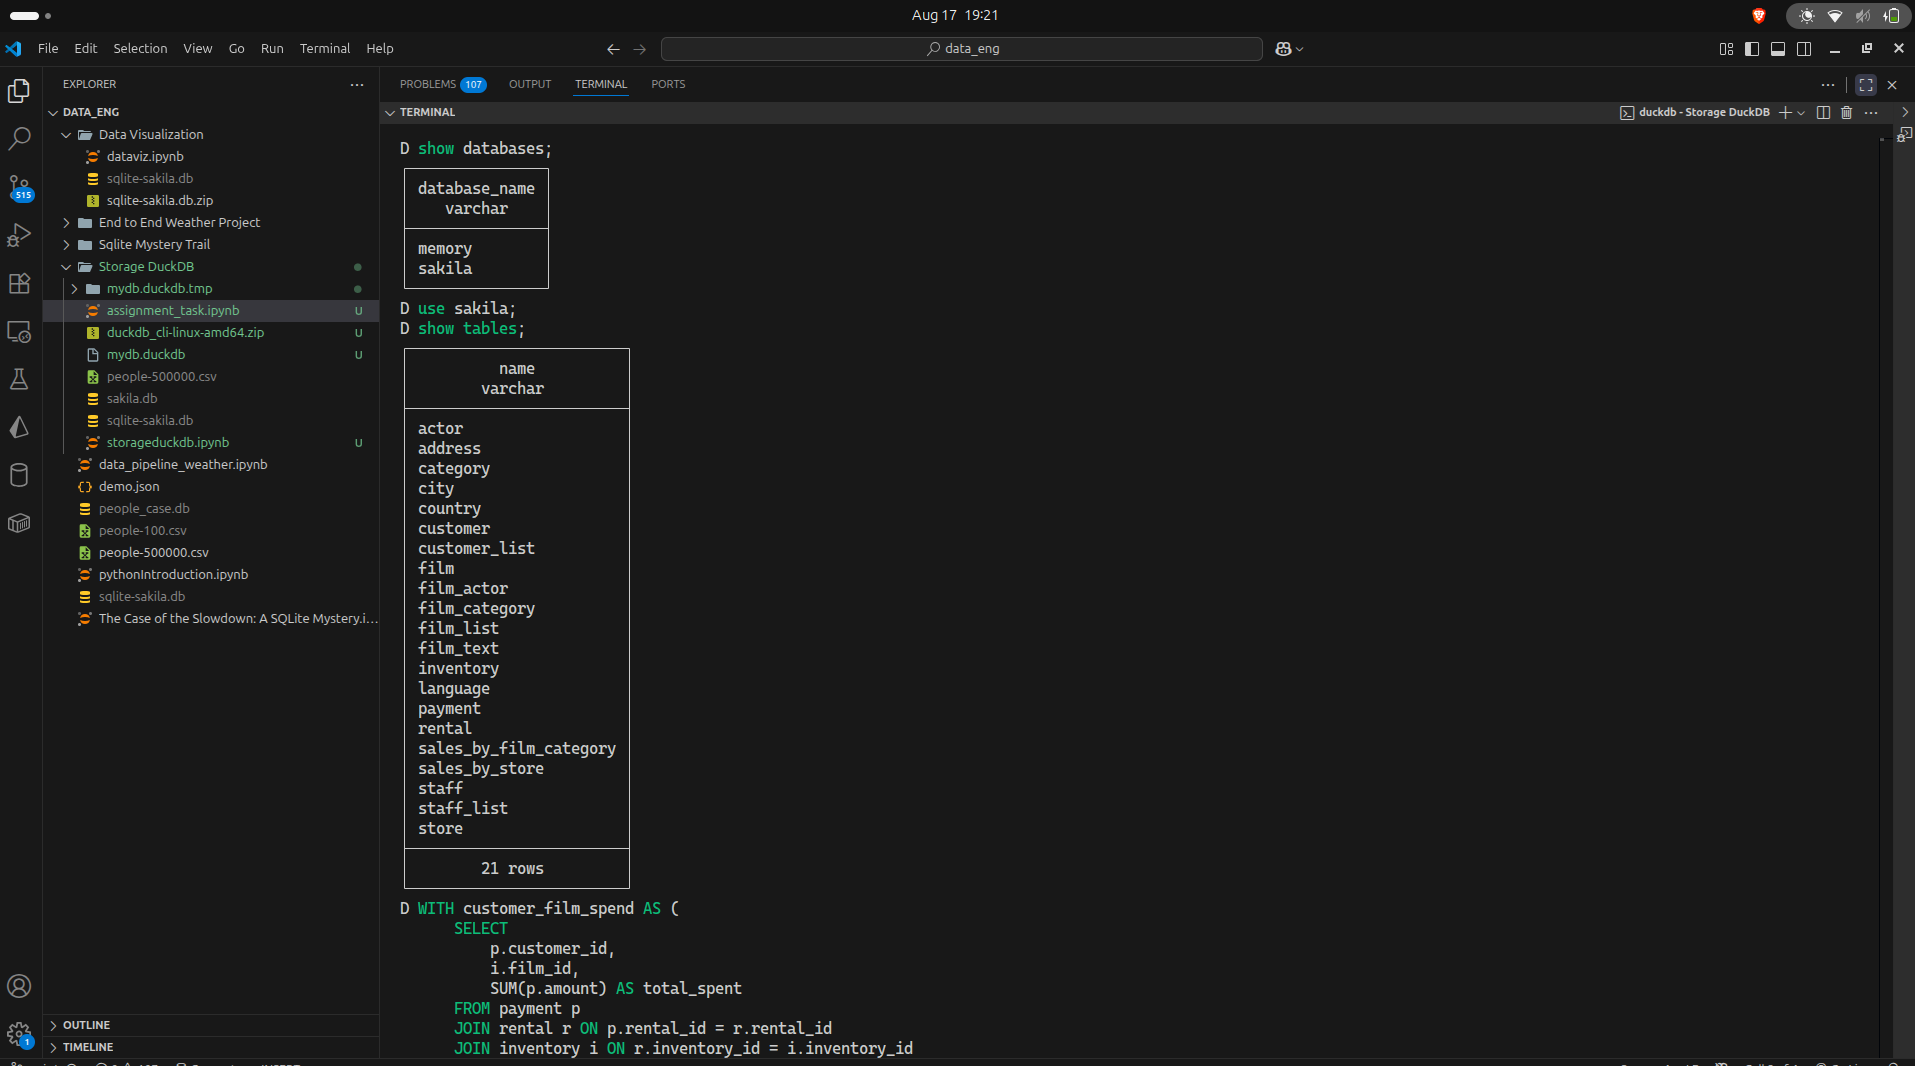 Aug 17 19:21
File Edit Selection View Go Run Terminal Help
data_eng
EXPLORER
DATA_ENG
Data Visualization
dataviz.ipynb
sqlite-sakila.db
sqlite-sakila.db.zip
515
End to End Weather Project
Sqlite Mystery Trail
Storage DuckDB
mydb.duckdb.tmp
assignment_task.ipynb U
duckdb_cli-linux-amd64.zip U
mydb.duckdb U
people-500000.csv
sakila.db
sqlite-sakila.db
storageduckdb.ipynb U
data_pipeline_weather.ipynb
demo.json
people_case.db
people-100.csv
people-500000.csv
pythonIntroduction.ipynb
sqlite-sakila.db
The Case of the Slowdown: A SQLite Mystery.i...
OUTLINE
1
TIMELINE
PROBLEMS 107 OUTPUT TERMINAL PORTS
TERMINAL
duckdb - Storage DuckDB
D show databases;
database_name
varchar
memory
sakila
D use sakila;
D show tables;
name
varchar
actor
address
category
city
country
customer
customer_list
film
film_actor
film_category
film_list
film_text
inventory
language
payment
rental
sales_by_film_category
sales_by_store
staff
staff_list
store
21 rows
D WITH customer_film_spend AS (
SELECT
p.customer_id,
i.film_id,
SUM(p.amount) AS total_spent
FROM payment p
JOIN rental r ON p.rental_id = r.rental_id
JOIN inventory i ON r.inventory_id = i.inventory_id